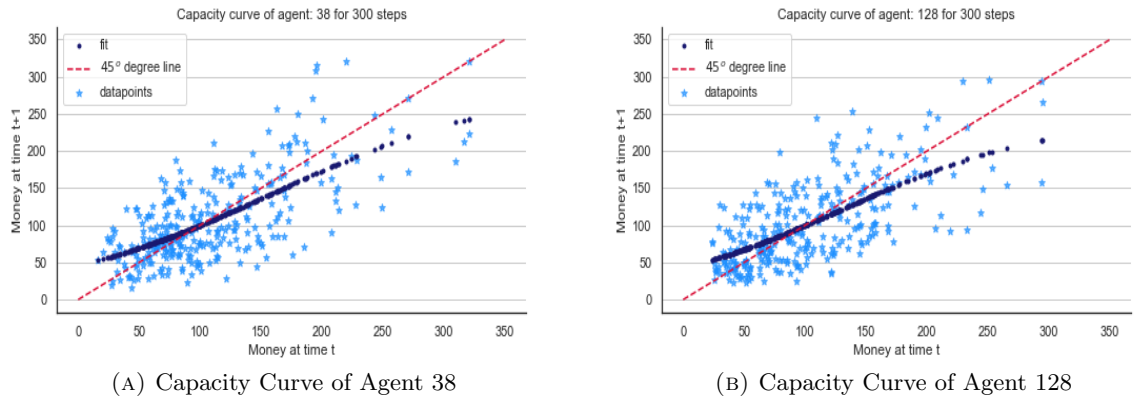 Capacity curve of agent: 38 for 300 steps
350
300
250
200
150
100
50
0
Money at time t+1
fit
45° degree line
datapoints
0 50 100 150 200 250 300 350
Money at time t
(A) Capacity Curve of Agent 38
Capacity curve of agent: 128 for 300 steps
350
300
250
200
150
100
50
0
Money at time t+1
fit
45° degree line
datapoints
0 50 100 150 200 250 300 350
Money at time t
(B) Capacity Curve of Agent 128